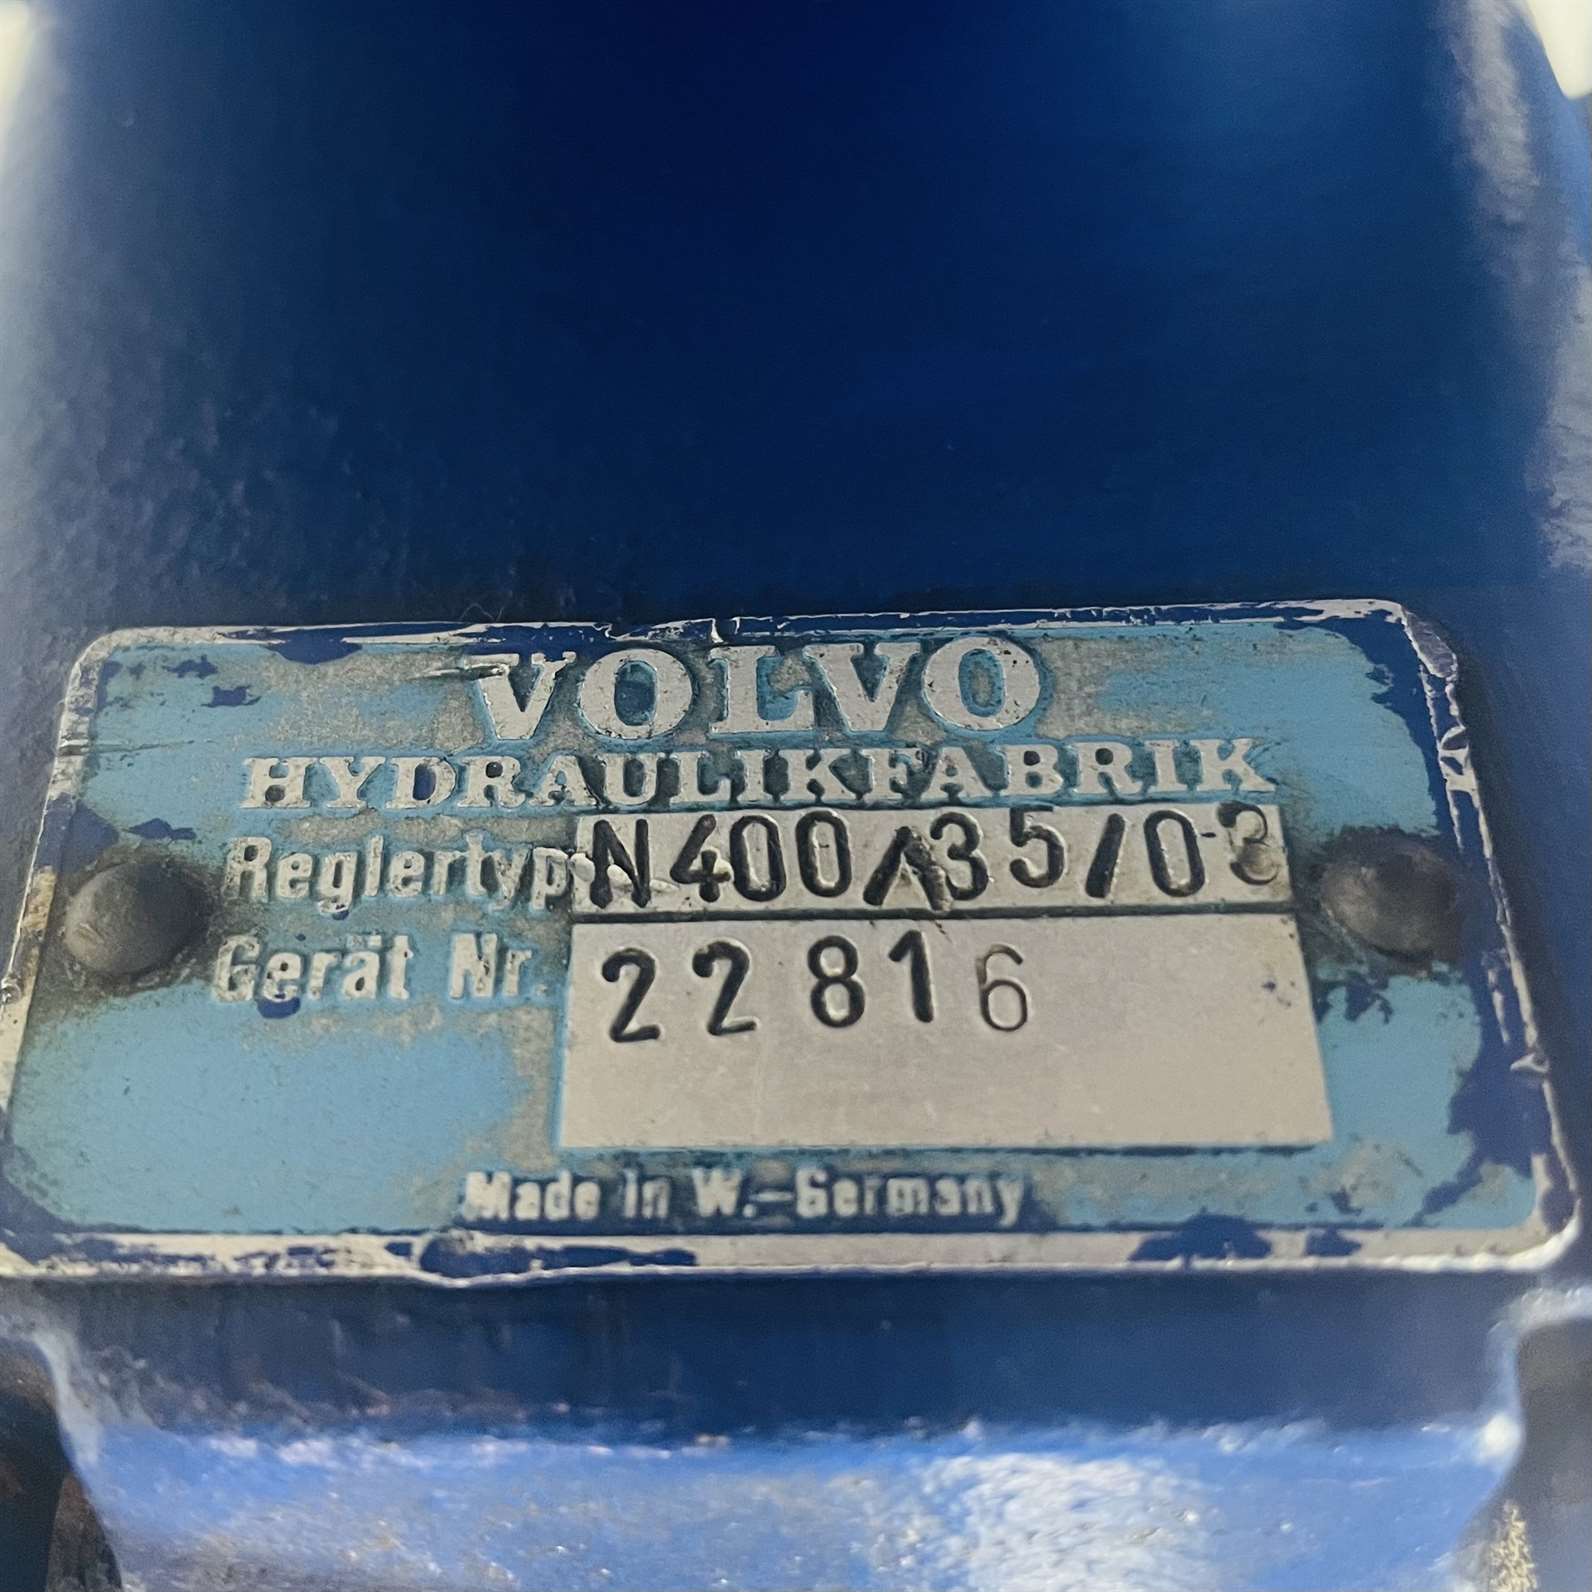 VOLVO
HYDRAULIKFABRIK
Reglertyp N400/35/03
Gerät Nr. 22816
Made in W.-Germany